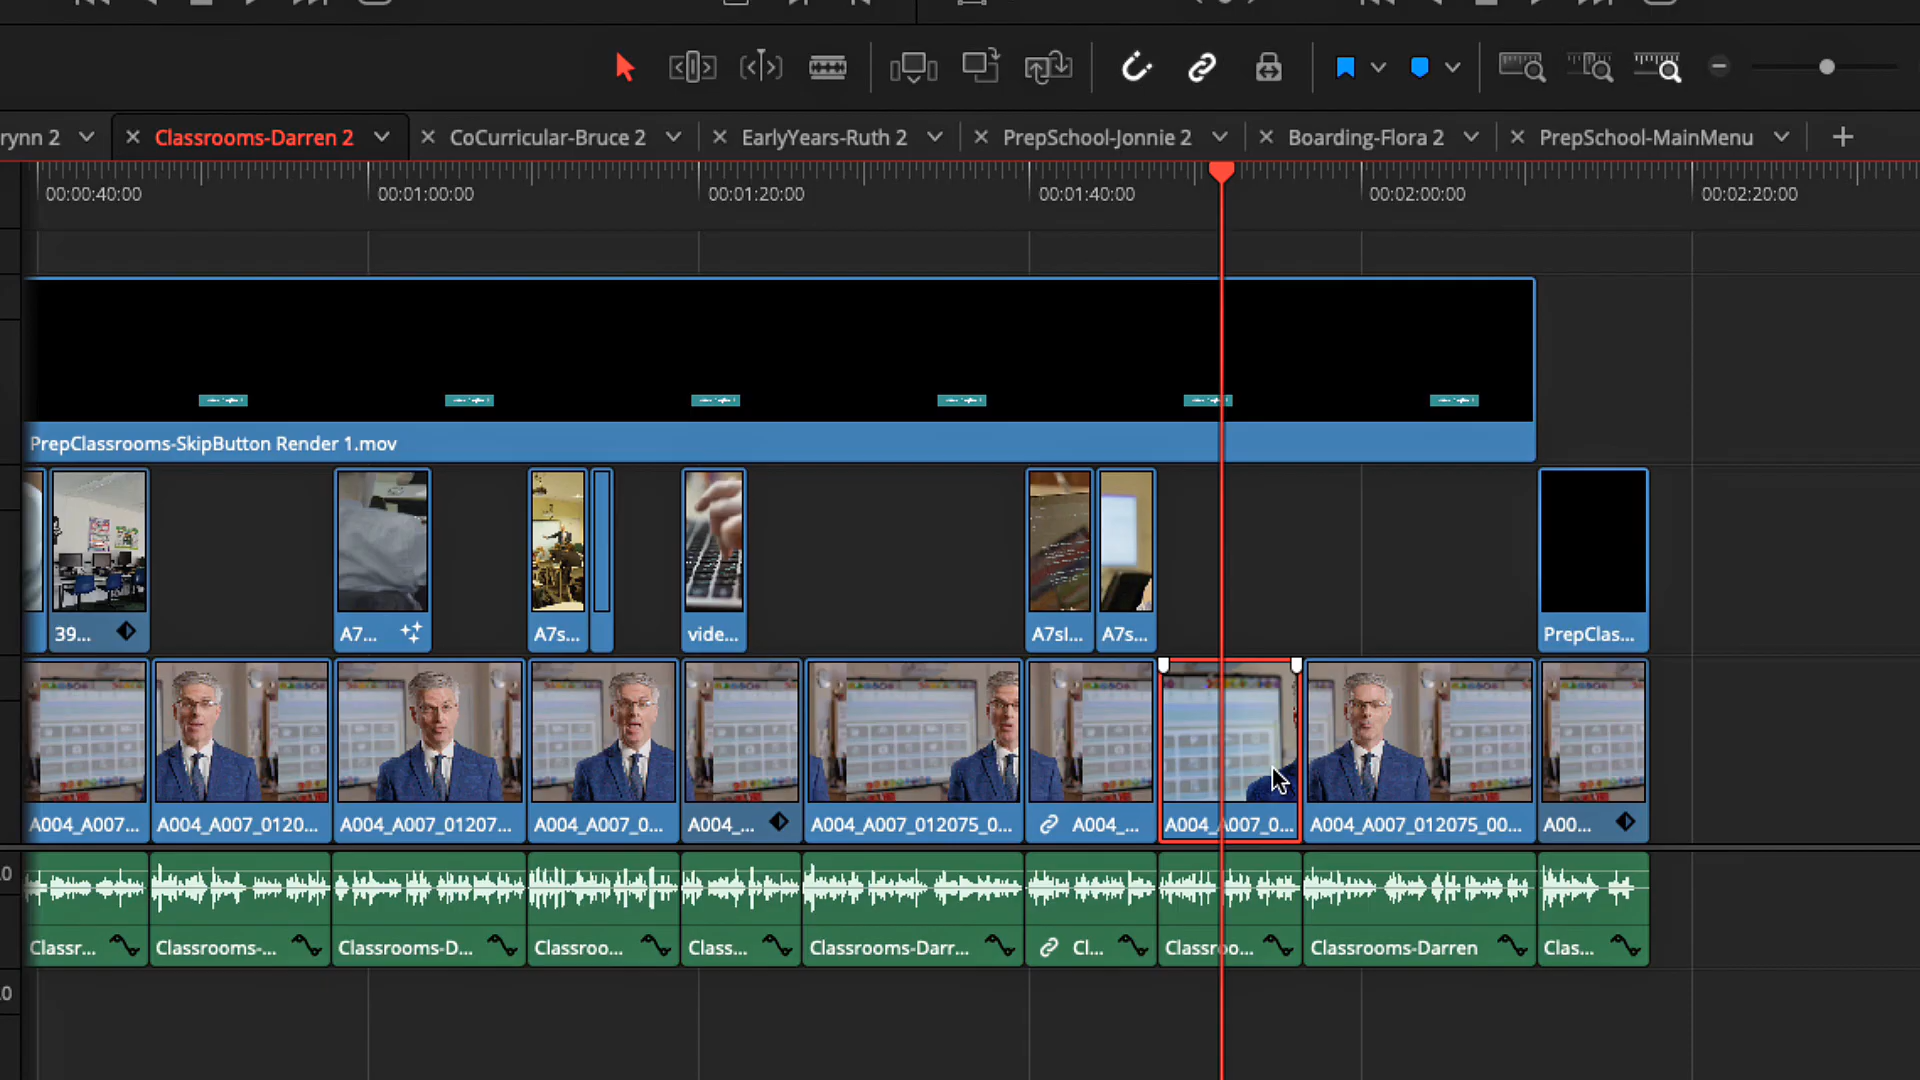 rynn 2
Classrooms-Darren 2
CoCurricular-Bruce 2
EarlyYears-Ruth 2
PrepSchool-Jonnie 2
Boarding-Flora 2
PrepSchool-MainMenu
00:00:40:00
00:01:00:00
00:01:20:00
00:01:40:00
00:02:00:00
00:02:20:00
PrepClassrooms-SkipButton Render 1.mov
39...
A7...
A7s...
vide...
A7sI...
A7s...
PrepClas...
A004_A007...
A004_A007_0120...
A004_A007_01207...
A004_A007_0...
A004_...
A004_A007_012075_0...
A004_...
A004_A007_0...
A004_A007_012075_00...
A00...
.0
Classr...
Classrooms-...
Classrooms-D...
Classroo...
Class...
Classrooms-Darr...
Cl...
Classroo...
Classrooms-Darren
Clas...
.0